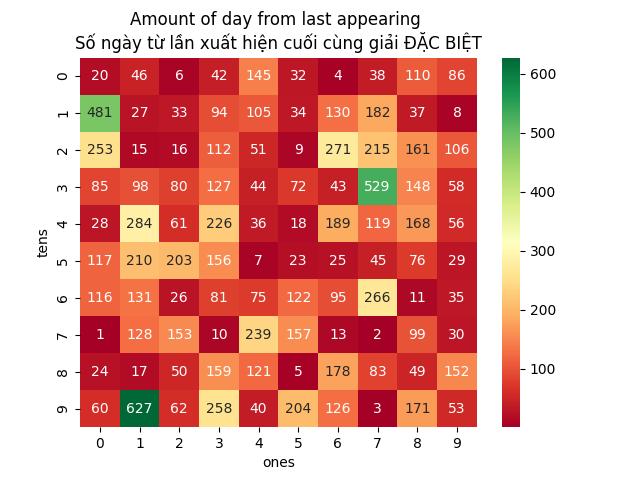 Amount of day from last appearing
Số ngày từ lần xuất hiện cuối cùng giải ĐẶC BIỆT
0 20 46 6 42 145 32 4 38 110 86
1 481 27 33 94 105 34 130 182 37 8
2 253 15 16 112 51 9 271 215 161 106
3 85 98 80 127 44 72 43 529 148 58
4 28 284 61 226 36 18 189 119 168 56
5 117 210 203 156 7 23 25 45 76 29
6 116 131 26 81 75 122 95 266 11 35
7 1 128 153 10 239 157 13 2 99 30
8 24 17 50 159 121 5 178 83 49 152
9 60 627 62 258 40 204 126 3 171 53
0 1 2 3 4 5 6 7 8 9
tens
ones
600
500
400
300
200
100